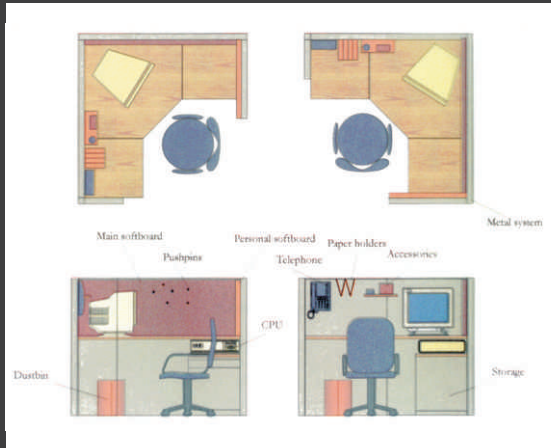 Metal system
Main softboard
Personal softboard
Paper holders
Pushpins
Telephone
Accessories
CPU
Dustbin
Storage